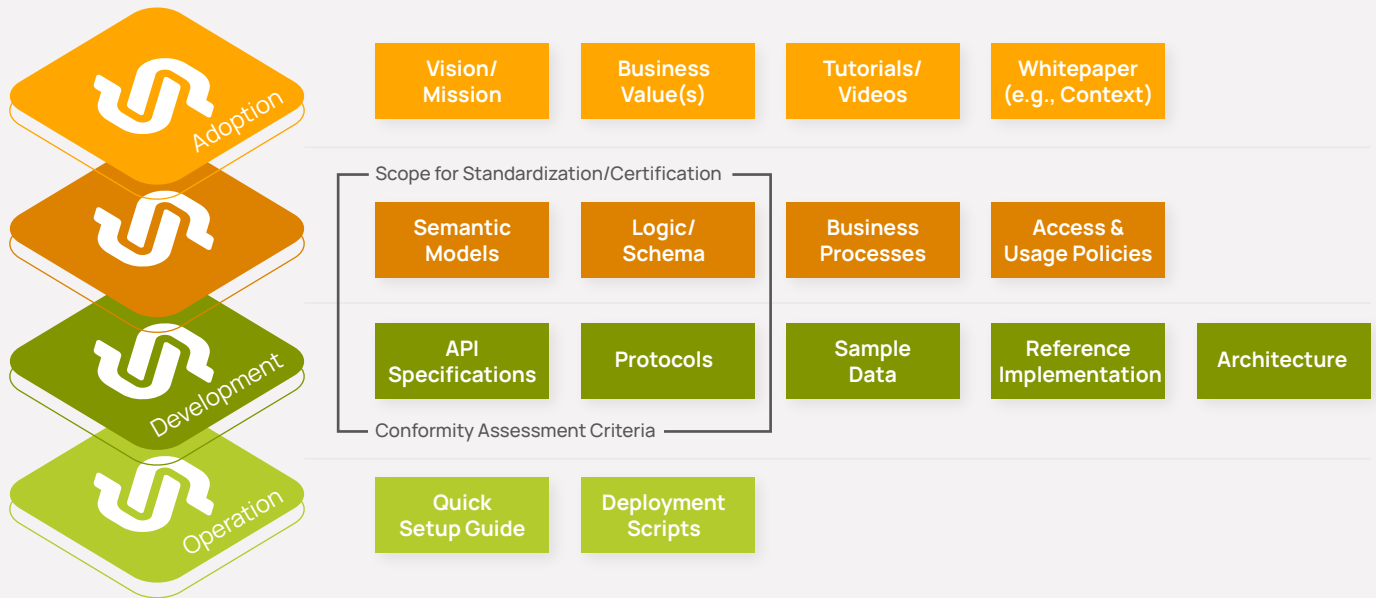 Adoption
Vision/
Mission
Business
Value(s)
Tutorials/
Videos
Whitepaper
(e.g., Context)
Scope for Standardization/Certification
Semantic
Models
Logic/
Schema
Business
Processes
Access &
Usage Policies
Development
API
Specifications
Protocols
Sample
Data
Reference
Implementation
Architecture
Conformity Assessment Criteria
Operation
Quick
Setup Guide
Deployment
Scripts